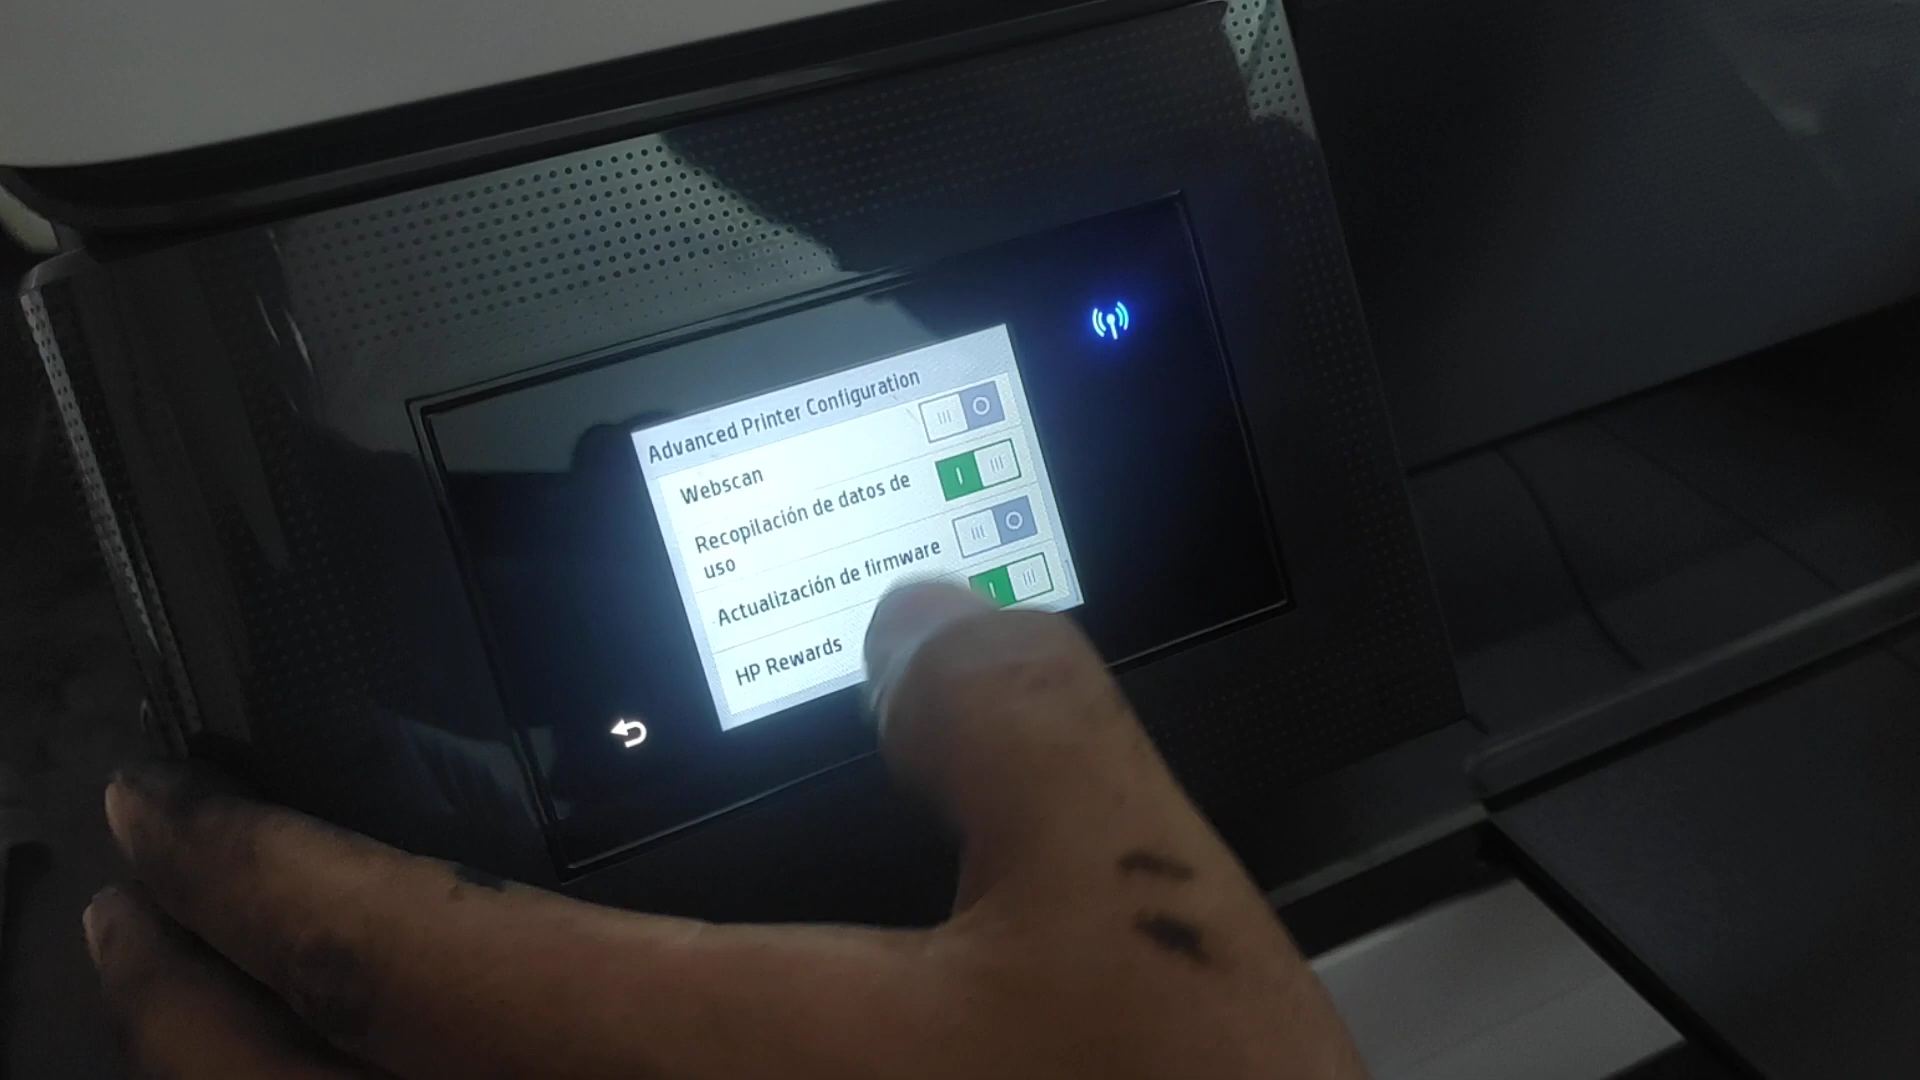 Advanced Printer Configuration
Webscan
Recopilación de datos de
uso
Actualización de firmware
HP Rewards